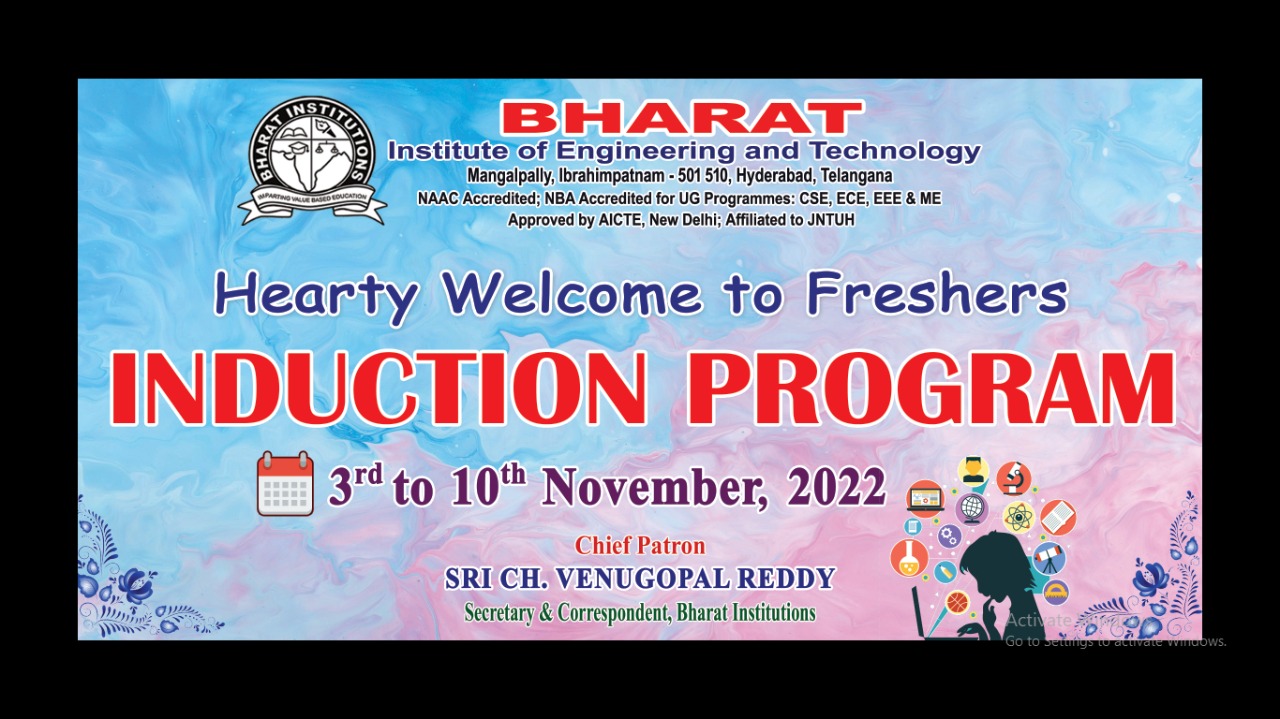 BHARAT INSTITUTIONS
IMPARTING VALUE BASED EDUCATION
BHARAT
Institute of Engineering and Technology
Mangalpally, Ibrahimpatnam - 501 510, Hyderabad, Telangana
NAAC Accredited; NBA Accredited for UG Programmes: CSE, ECE, EEE & ME
Approved by AICTE, New Delhi; Affiliated to JNTUH
Hearty Welcome to Freshers
INDUCTION PROGRAM
3rd to 10th November, 2022
Chief Patron
SRI CH. VENUGOPAL REDDY
Secretary & Correspondent, Bharat Institutions
Activate Windows
Go to Settings to activate Windows.